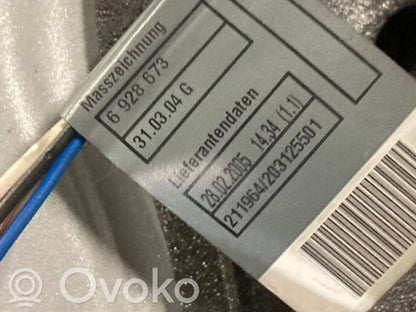 Masszeichnung
6 928 673
31.03.04 G
Lieferantendaten
28.02.2005 14.34 (1.1)
211964/203125501
OVOKO